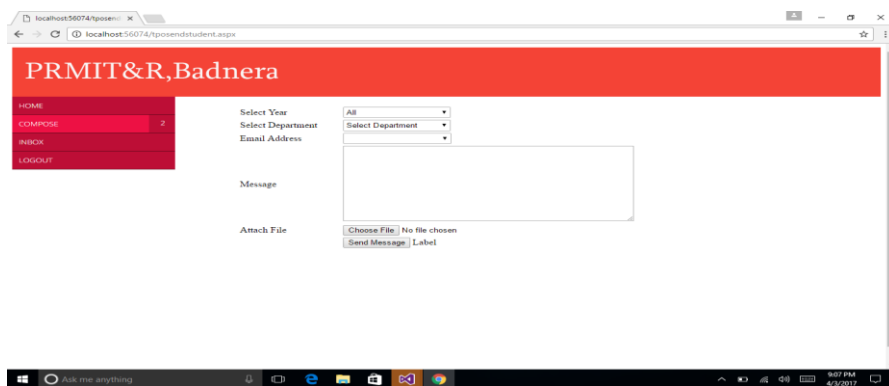 localhost:56074/tposend
localhost:56074/tposendstudent.aspx
PRMIT&R,Badnera
HOME
COMPOSE 2
INBOX
LOGOUT
Select Year All
Select Department Select Department
Email Address
Message
Attach File Choose File No file chosen
Send Message Label
Ask me anything
9:07 PM
4/3/2017